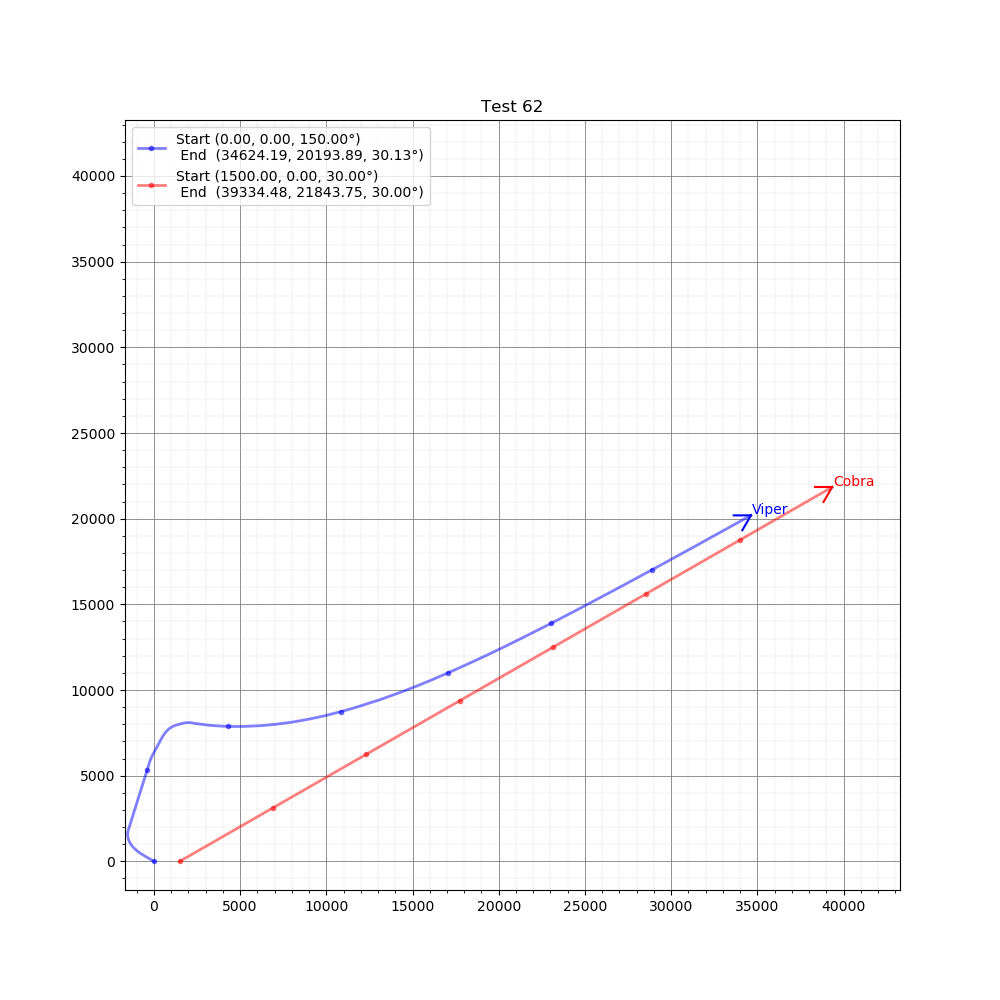 Test 62
Start (0.00, 0.00, 150.00°)
End (34624.19, 20193.89, 30.13°)
Start (1500.00, 0.00, 30.00°)
End (39334.48, 21843.75, 30.00°)
40000
35000
30000
25000
20000
15000
10000
5000
0
Cobra
Viper
0 5000 10000 15000 20000 25000 30000 35000 40000